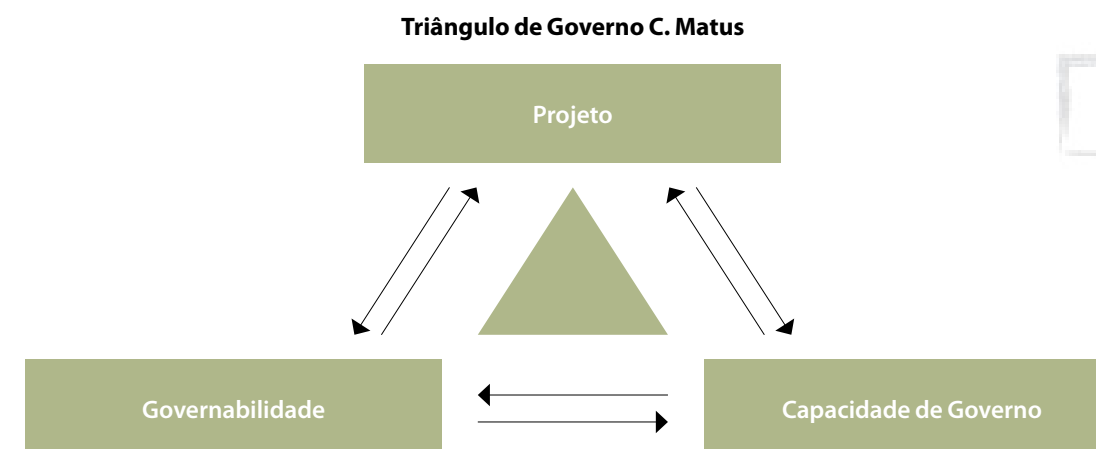 Triângulo de Governo C. Matus
Projeto
Governabilidade
Capacidade de Governo